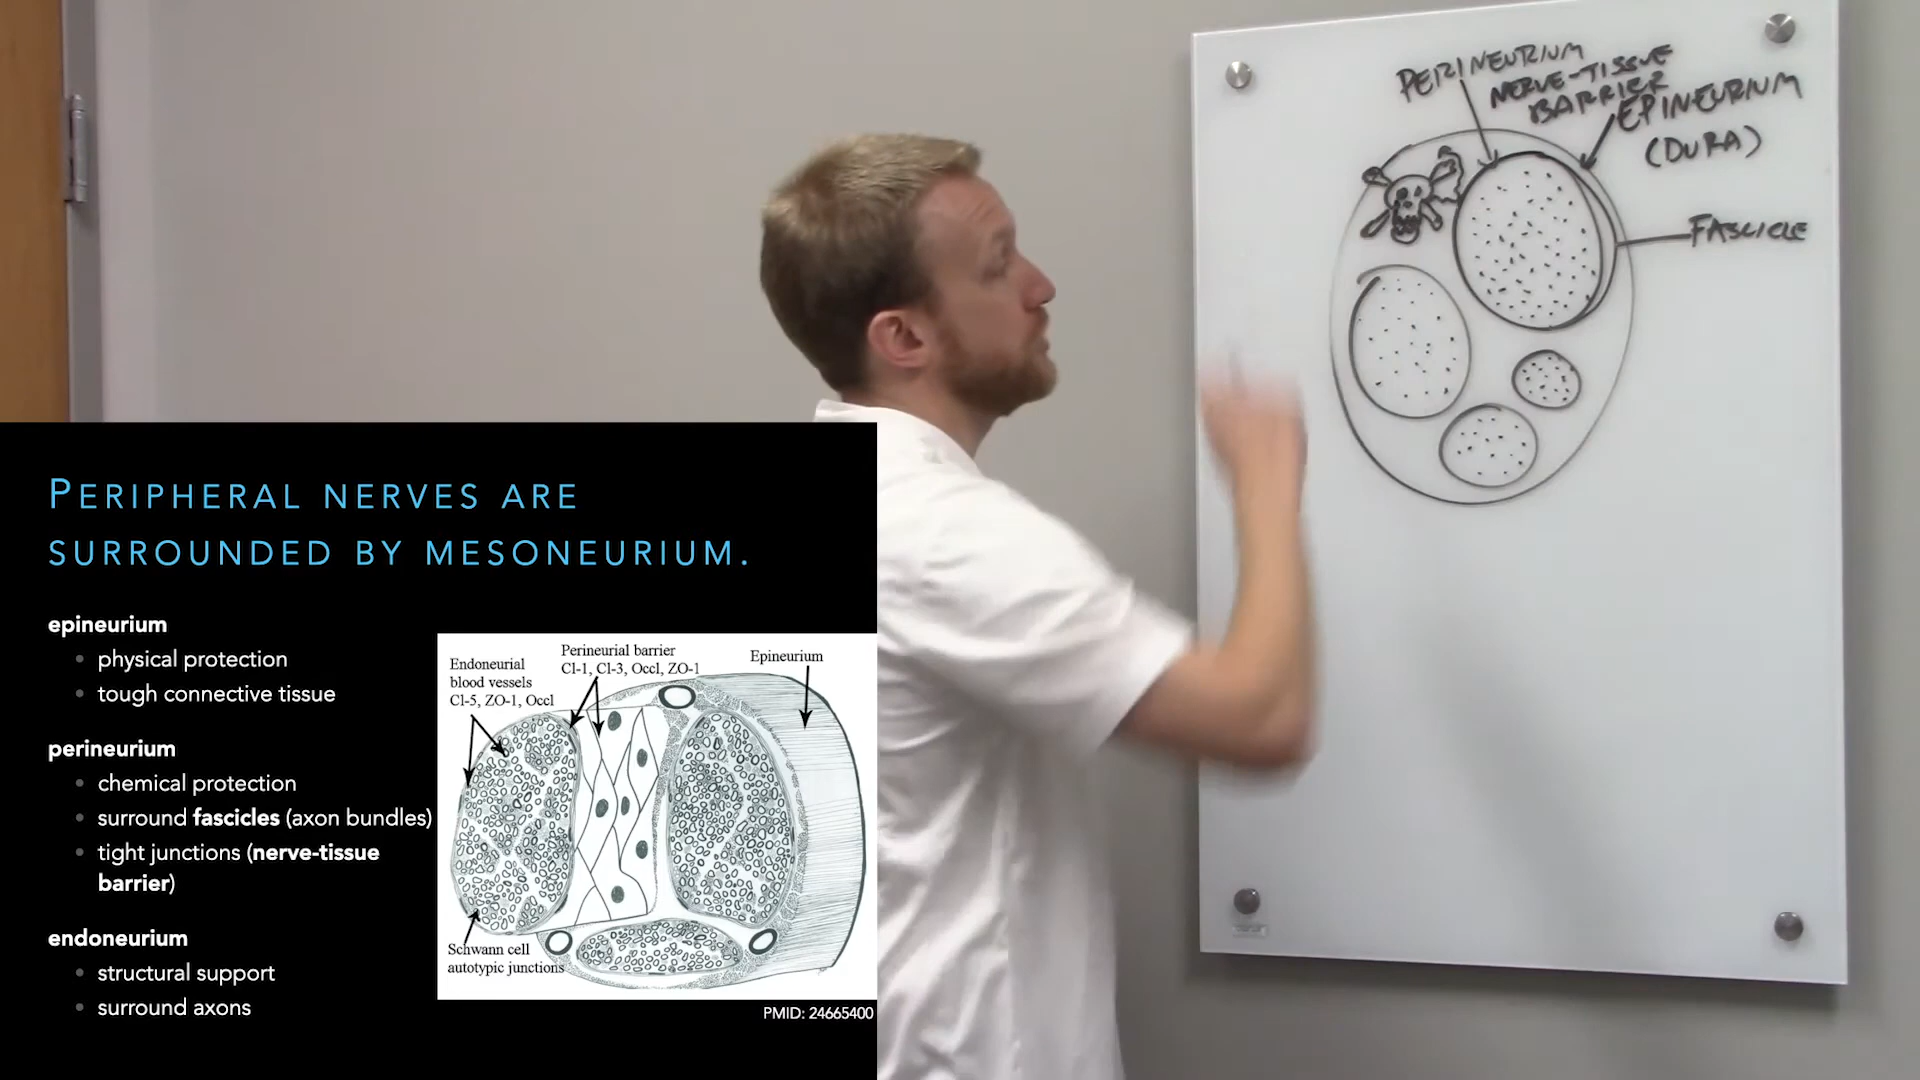 PERINEURIUM
NERVE-TISSUE
BARRIER
EPINEURIUM
(DURA)
FASCICLE
PERIPHERAL NERVES ARE
SURROUNDED BY MESONEURIUM.
epineurium
• physical protection
• tough connective tissue
perineurium
• chemical protection
• surround fascicles (axon bundles)
• tight junctions (nerve-tissue
barrier)
endoneurium
• structural support
• surround axons
Endoneurial
blood vessels
Cl-5, ZO-1, Occl
Perineurial barrier
Cl-1, Cl-3, Occl, ZO-1
Epineurium
Schwann cell
autotypic junctions
PMID: 24665400